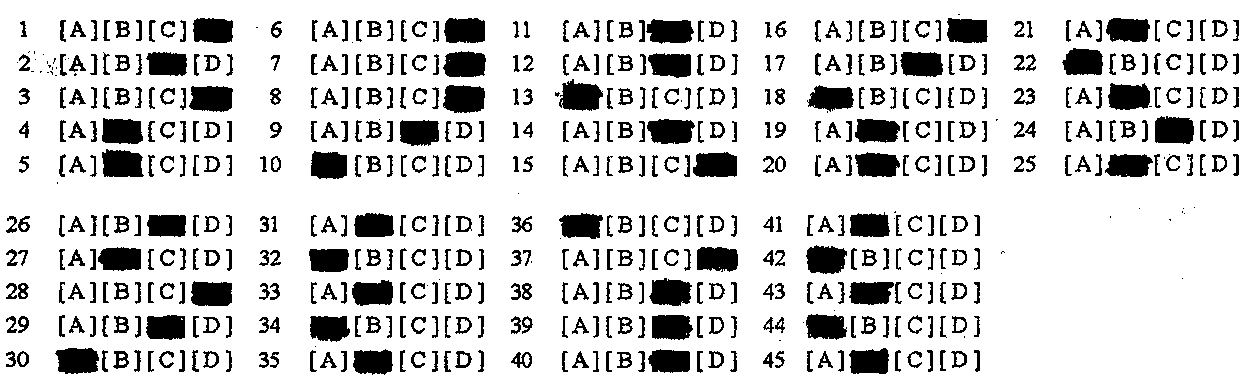 1 [A][B][C] 6 [A][B][C] 11 [A][B] [D] 16 [A][B][C] 21 [A] [C][D]
2 [A][B] [D] 7 [A][B][C] 12 [A][B] [D] 17 [A][B] [D] 22 [B][C][D]
3 [A][B][C] 8 [A][B][C] 13 [B][C][D] 18 [B][C][D] 23 [A] [C][D]
4 [A] [C][D] 9 [A][B] [D] 14 [A][B] [D] 19 [A] [C][D] 24 [A][B] [D]
5 [A] [C][D] 10 [B][C][D] 15 [A][B][C] 20 [A] [C][D] 25 [A] [C][D]
26 [A][B] [D] 31 [A] [C][D] 36 [B][C][D] 41 [A] [C][D]
27 [A] [C][D] 32 [B][C][D] 37 [A][B][C] 42 [B][C][D]
28 [A][B][C] 33 [A] [C][D] 38 [A][B] [D] 43 [A] [C][D]
29 [A][B] [D] 34 [B][C][D] 39 [A][B] [D] 44 [B][C][D]
30 [B][C][D] 35 [A] [C][D] 40 [A][B] [D] 45 [A] [C][D]